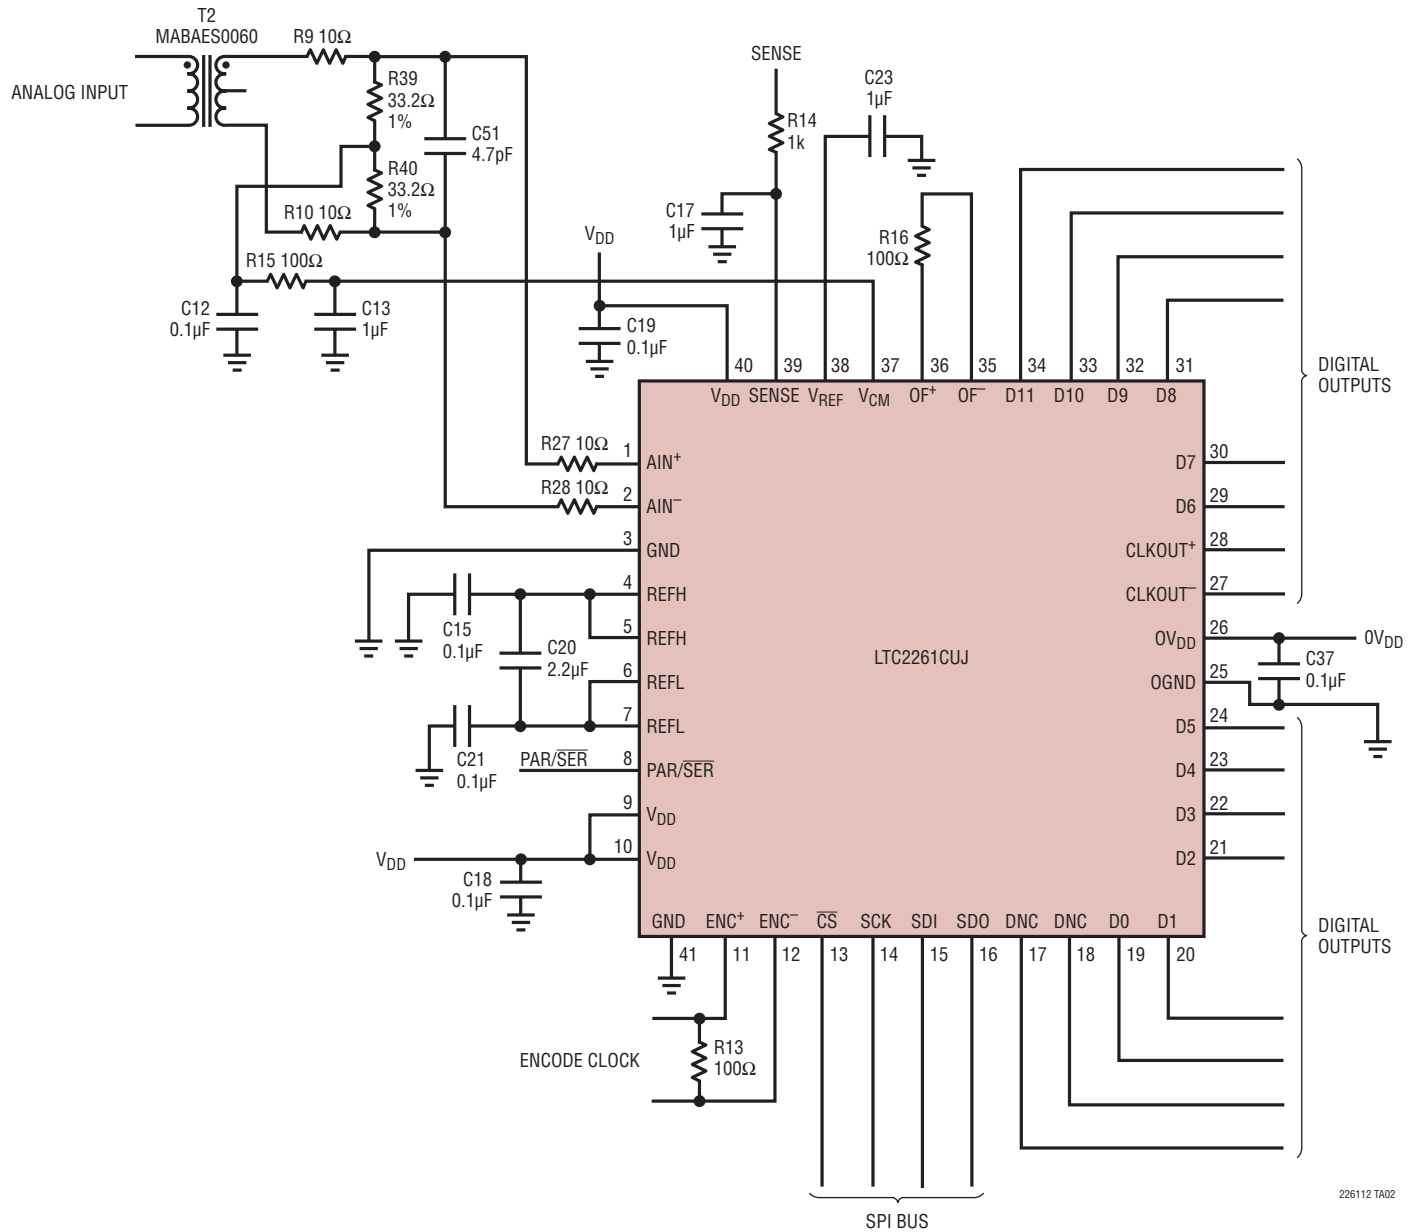 T2
MABAES0060
R9 10Ω
ANALOG INPUT
R39
33.2Ω
1%
C51
4.7pF
R40
33.2Ω
1%
R10 10Ω
R15 100Ω
C12
0.1µF
C13
1µF
SENSE
R14
1k
C23
1µF
C17
1µF
R16
100Ω
VDD
C19
0.1µF
40 39 38 37 36 35 34 33 32 31
VDD SENSE VREF VCM OF+ OF− D11 D10 D9 D8
DIGITAL
OUTPUTS
R27 10Ω
1 AIN+
R28 10Ω
2 AIN−
3 GND
4 REFH
C15
0.1µF
5 REFH
C20
2.2µF
6 REFL
7 REFL
C21
0.1µF
PAR/S̅E̅R̅
8 PAR/S̅E̅R̅
9 VDD
VDD
10 VDD
C18
0.1µF
LTC2261CUJ
D7 30
D6 29
CLKOUT+ 28
CLKOUT− 27
OVDD 26
0VDD
C37
0.1µF
OGND 25
D5 24
D4 23
D3 22
D2 21
GND ENC+ ENC− C̅S̅ SCK SDI SDO DNC DNC D0 D1
41 11 12 13 14 15 16 17 18 19 20
DIGITAL
OUTPUTS
ENCODE CLOCK
R13
100Ω
SPI BUS
226112 TA02